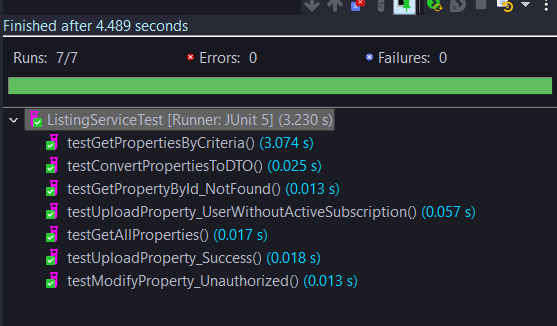 Finished after 4.489 seconds
Runs: 7/7 Errors: 0 Failures: 0
ListingServiceTest [Runner: JUnit 5] (3.230 s)
testGetPropertiesByCriteria() (3.074 s)
testConvertPropertiesToDTO() (0.025 s)
testGetPropertyById_NotFound() (0.013 s)
testUploadProperty_UserWithoutActiveSubscription() (0.057 s)
testGetAllProperties() (0.017 s)
testUploadProperty_Success() (0.018 s)
testModifyProperty_Unauthorized() (0.013 s)